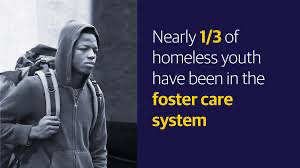 Nearly 1/3 of
homeless youth
have been in the
foster care
system